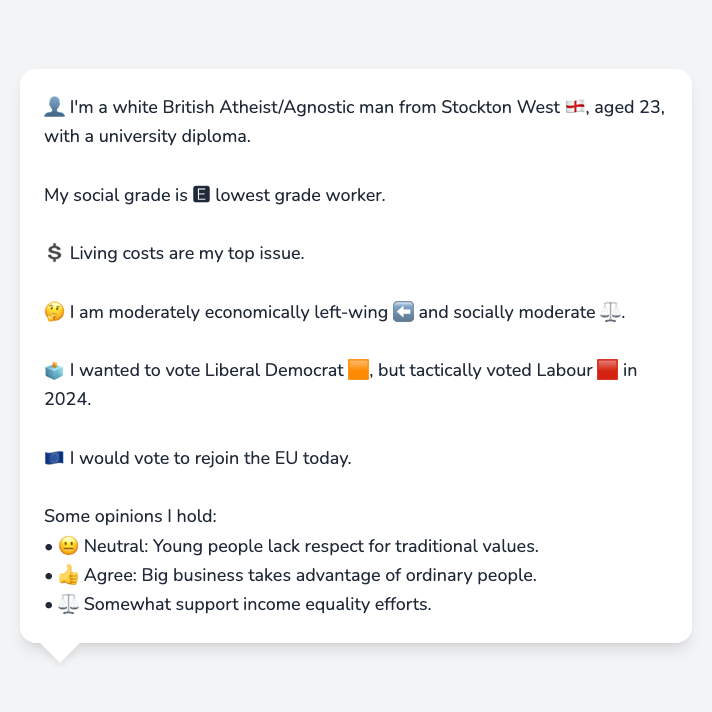 👤 I'm a white British Atheist/Agnostic man from Stockton West 🏴󠁧󠁢󠁥󠁮󠁧󠁿, aged 23,
with a university diploma.
My social grade is 🅴 lowest grade worker.
💲 Living costs are my top issue.
🤔 I am moderately economically left-wing ⬅️ and socially moderate ⚖️.
🗳️ I wanted to vote Liberal Democrat 🟧, but tactically voted Labour 🟥 in
2024.
🇪🇺 I would vote to rejoin the EU today.
Some opinions I hold:
• 😐 Neutral: Young people lack respect for traditional values.
• 👍 Agree: Big business takes advantage of ordinary people.
• ⚖️ Somewhat support income equality efforts.